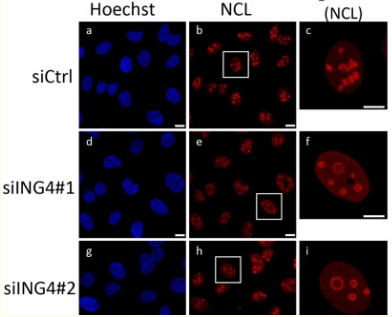 Hoechst NCL
(NCL)
siCtrl
a b c
siING4#1
d e f
siING4#2
g h i